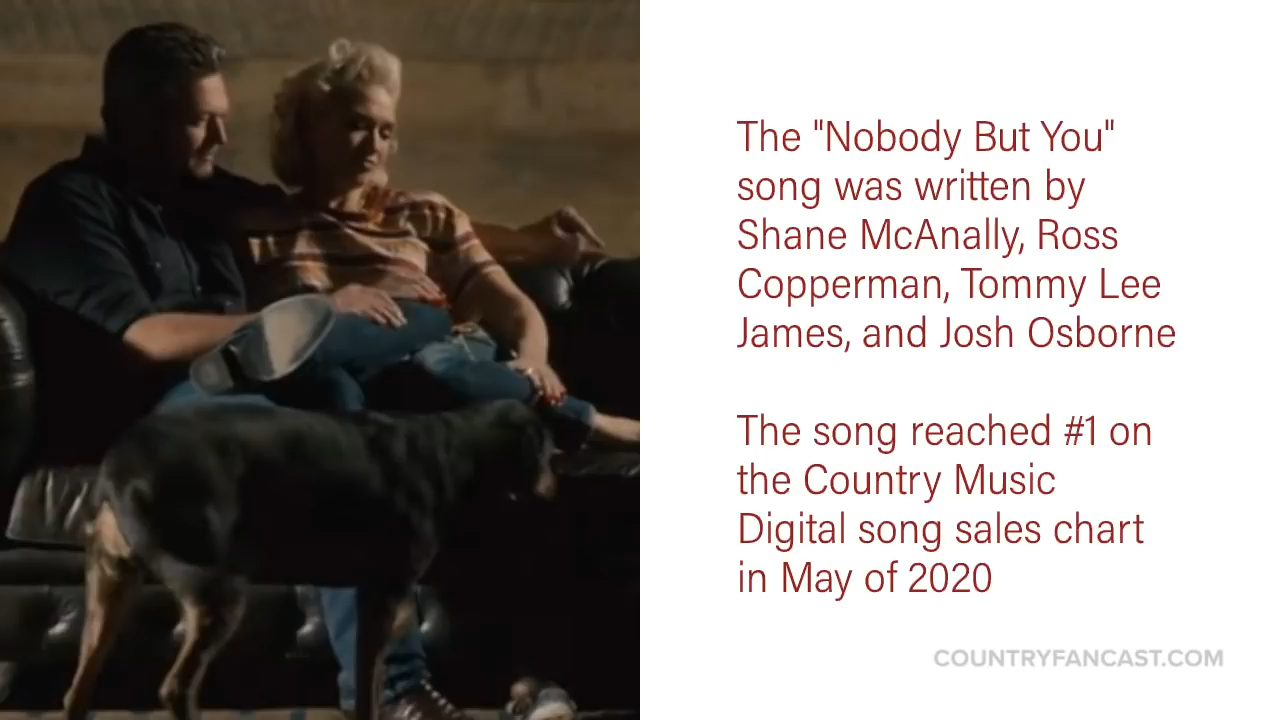 The "Nobody But You"
song was written by
Shane McAnally, Ross
Copperman, Tommy Lee
James, and Josh Osborne
The song reached #1 on
the Country Music
Digital song sales chart
in May of 2020
COUNTRYFANCAST.COM